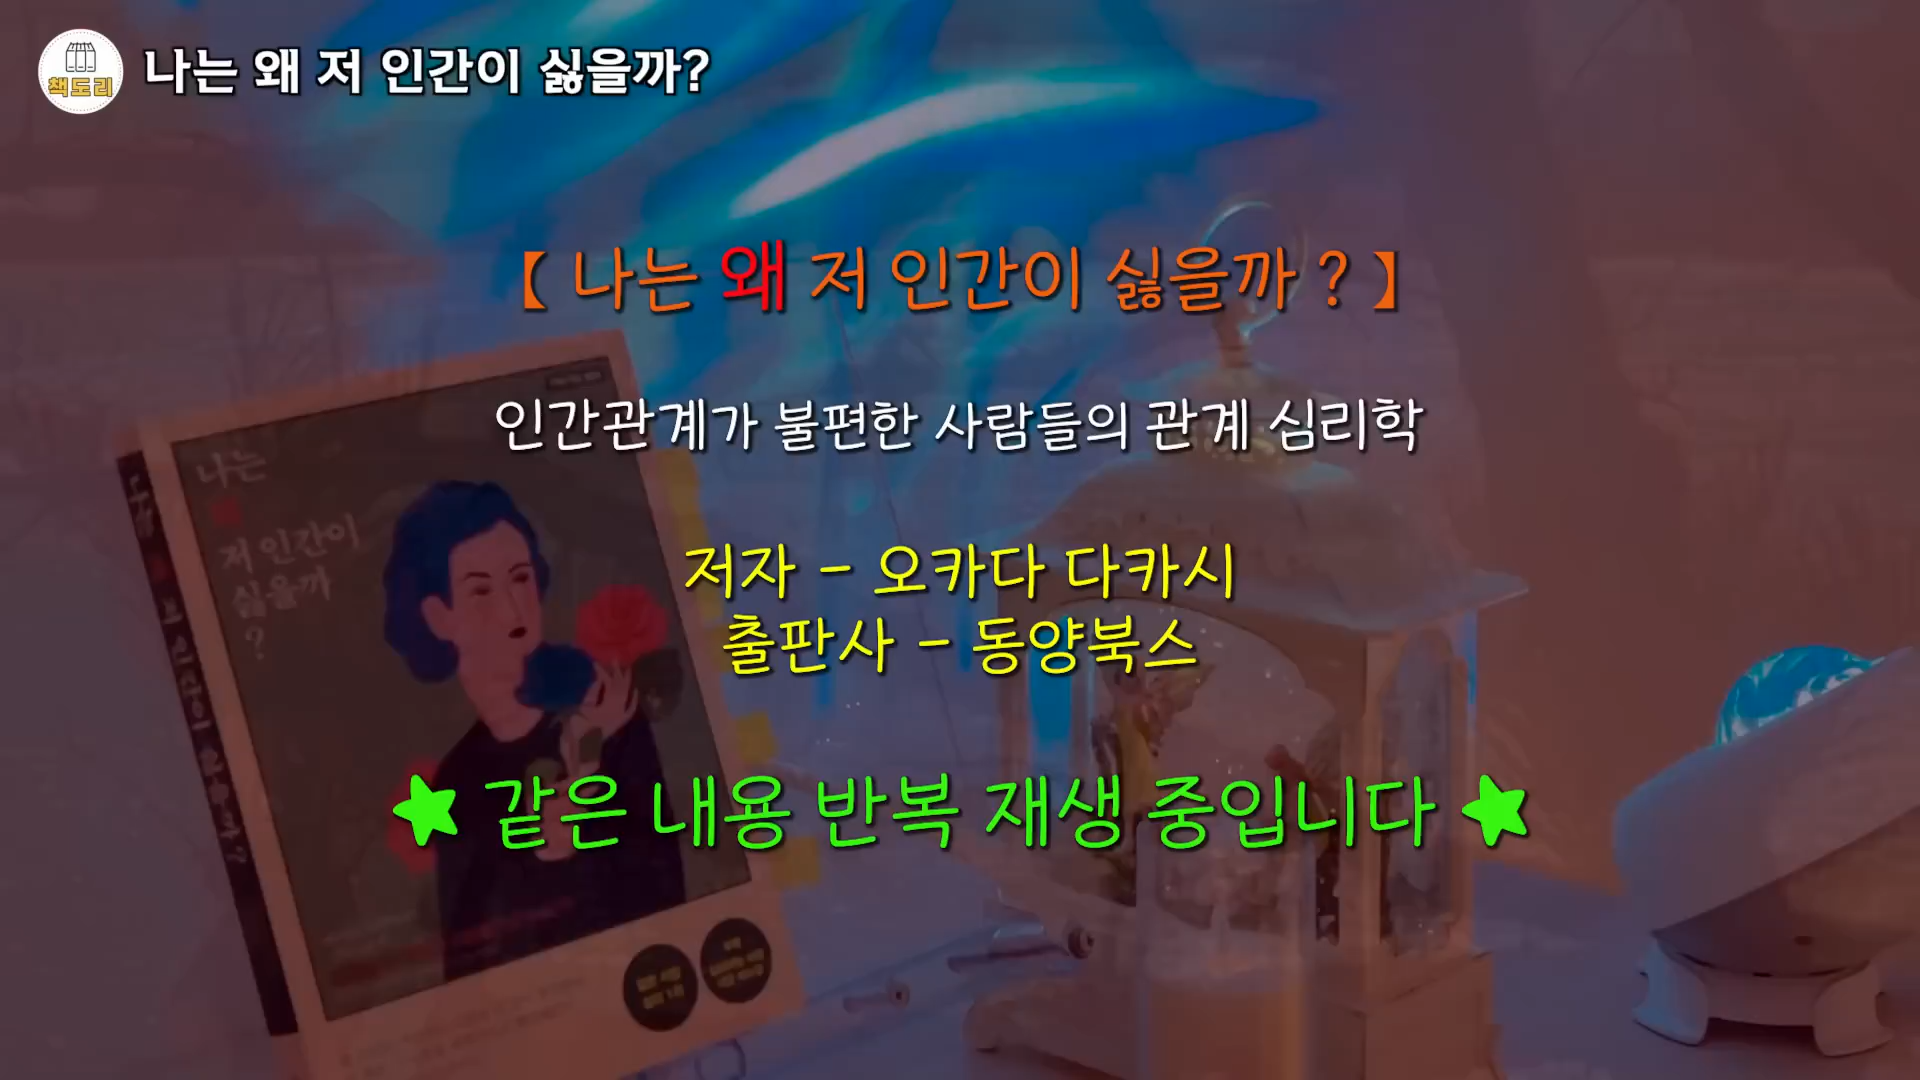 책도리
나는 왜 저 인간이 싫을까?
【 나는 왜 저 인간이 싫을까 ? 】
인간관계가 불편한 사람들의 관계 심리학
저자 - 오카다 다카시
출판사 - 동양북스
★ 같은 내용 반복 재생 중입니다 ★
나는
왜
저 인간이
싫을까
?